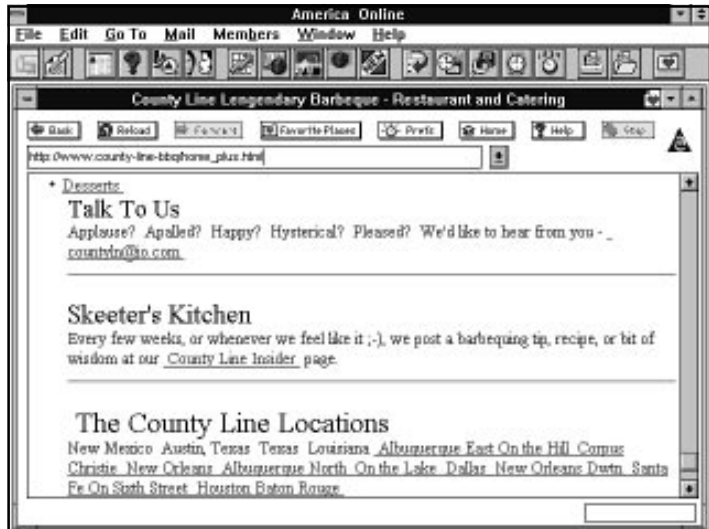 America Online
File Edit Go To Mail Members Window Help
County Line Lengendary Barbeque - Restaurant and Catering
Back Reload Forward Favorite Places Prefs Home Help Stop
http://www.county-line-bbq/home_plus.html
• Desserts
Talk To Us
Applause? Apalled? Happy? Hysterical? Pleased? We'd like to hear from you -
countyln@io.com
Skeeter's Kitchen
Every few weeks, or whenever we feel like it ;-), we post a barbequing tip, recipe, or bit of
wisdom at our County Line Insider page.
The County Line Locations
New Mexico Austin, Texas Texas Louisiana Albuquerque East On the Hill Corpus
Christie New Orleans Albuquerque North On the Lake Dallas New Orleans Dwtn Santa
Fe On Sixth Street Houston Baton Rouge